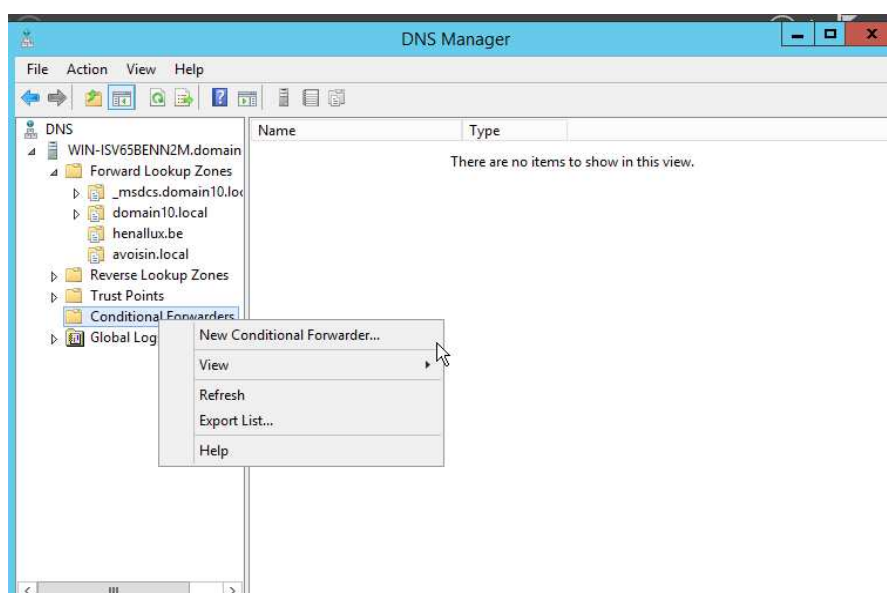 DNS Manager
File Action View Help
Name Type
There are no items to show in this view.
DNS
WIN-ISV65BENN2M.domain
Forward Lookup Zones
_msdcs.domain10.loc
domain10.local
henallux.be
avoisin.local
Reverse Lookup Zones
Trust Points
Conditional Forwarders
Global Log
New Conditional Forwarder...
View
Refresh
Export List...
Help